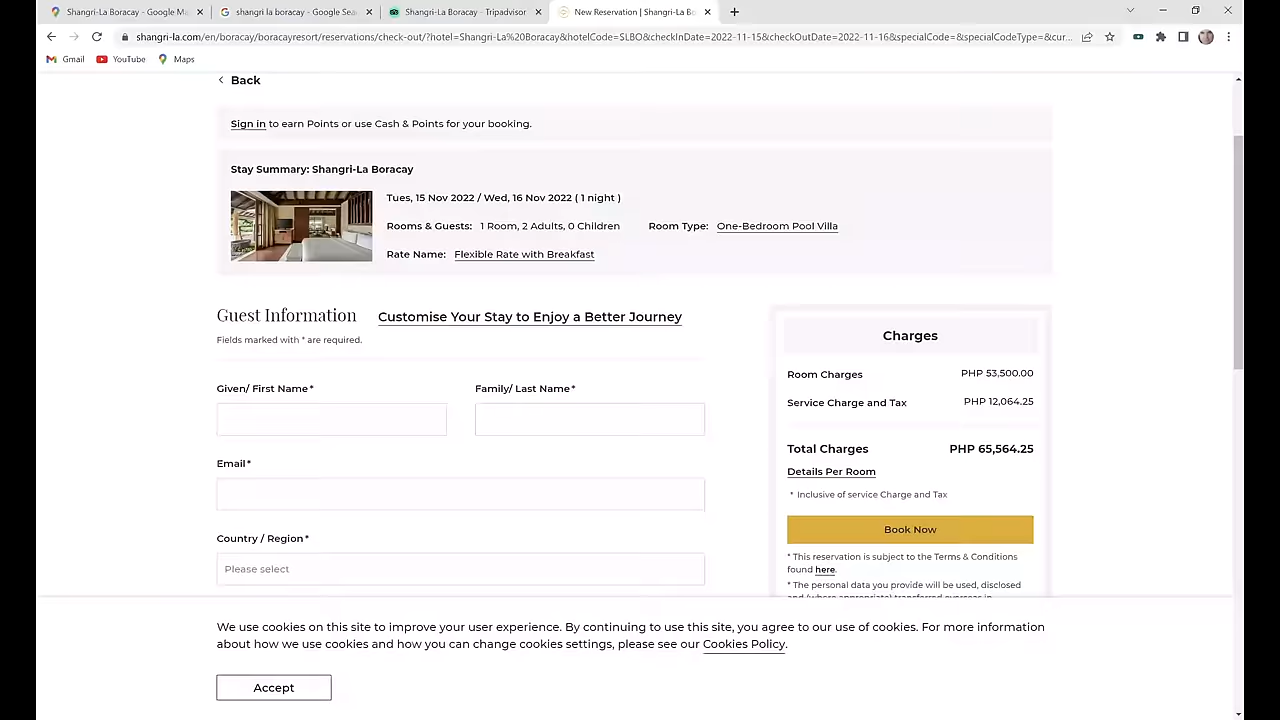 Shangri-La Boracay - Google Ma
shangri la boracay - Google Sea
Shangri-La Boracay - Tripadvisor
New Reservation | Shangri-La Bo
shangri-la.com/en/boracay/boracayresort/reservations/check-out/?hotel=Shangri-La%20Boracay&hotelCode=SLBO&checkInDate=2022-11-15&checkOutDate=2022-11-16&specialCode=&specialCodeType=&cur...
Gmail YouTube Maps
Back
Sign in to earn Points or use Cash & Points for your booking.
Stay Summary: Shangri-La Boracay
Tues, 15 Nov 2022 / Wed, 16 Nov 2022 ( 1 night )
Rooms & Guests: 1 Room, 2 Adults, 0 Children Room Type: One-Bedroom Pool Villa
Rate Name: Flexible Rate with Breakfast
Guest Information Customise Your Stay to Enjoy a Better Journey
Fields marked with * are required.
Given/ First Name* Family/ Last Name*
Email*
Country / Region*
Please select
Charges
Room Charges PHP 53,500.00
Service Charge and Tax PHP 12,064.25
Total Charges PHP 65,564.25
Details Per Room
* Inclusive of service Charge and Tax
Book Now
* This reservation is subject to the Terms & Conditions
found here.
* The personal data you provide will be used, disclosed
and (where appropriate) transferred overseas in
We use cookies on this site to improve your user experience. By continuing to use this site, you agree to our use of cookies. For more information
about how we use cookies and how you can change cookies settings, please see our Cookies Policy.
Accept